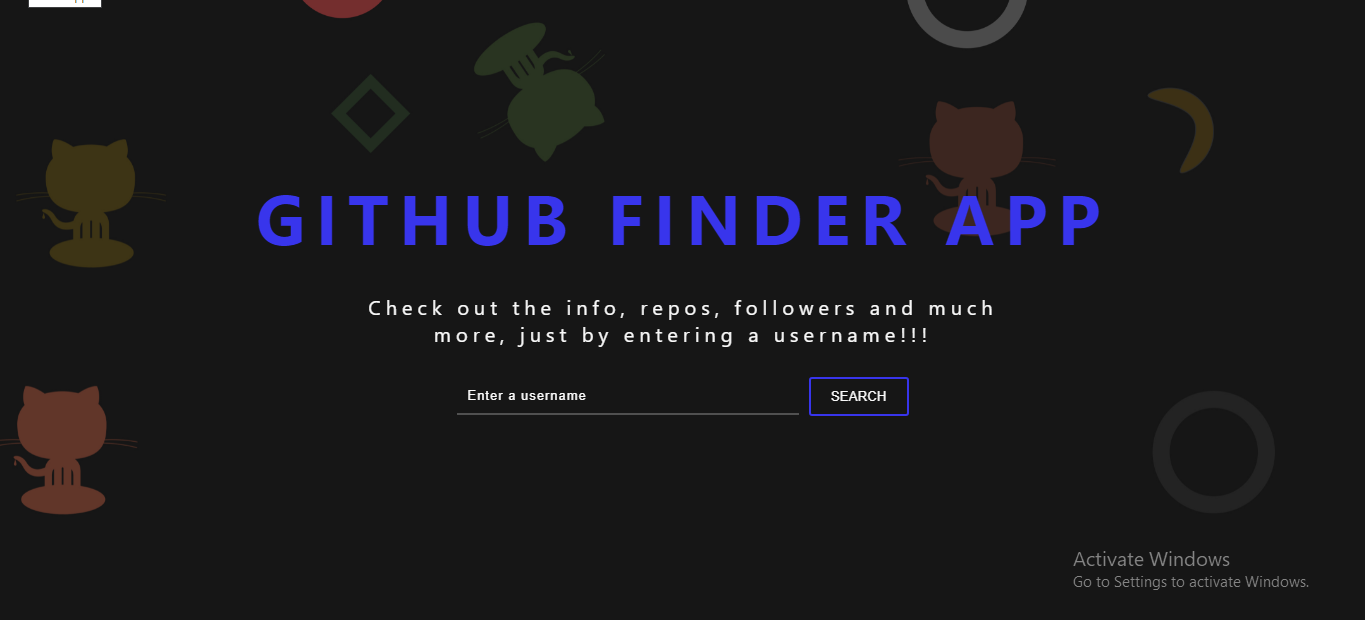 GITHUB FINDER APP
Check out the info, repos, followers and much
more, just by entering a username!!!
Enter a username
SEARCH
Activate Windows
Go to Settings to activate Windows.